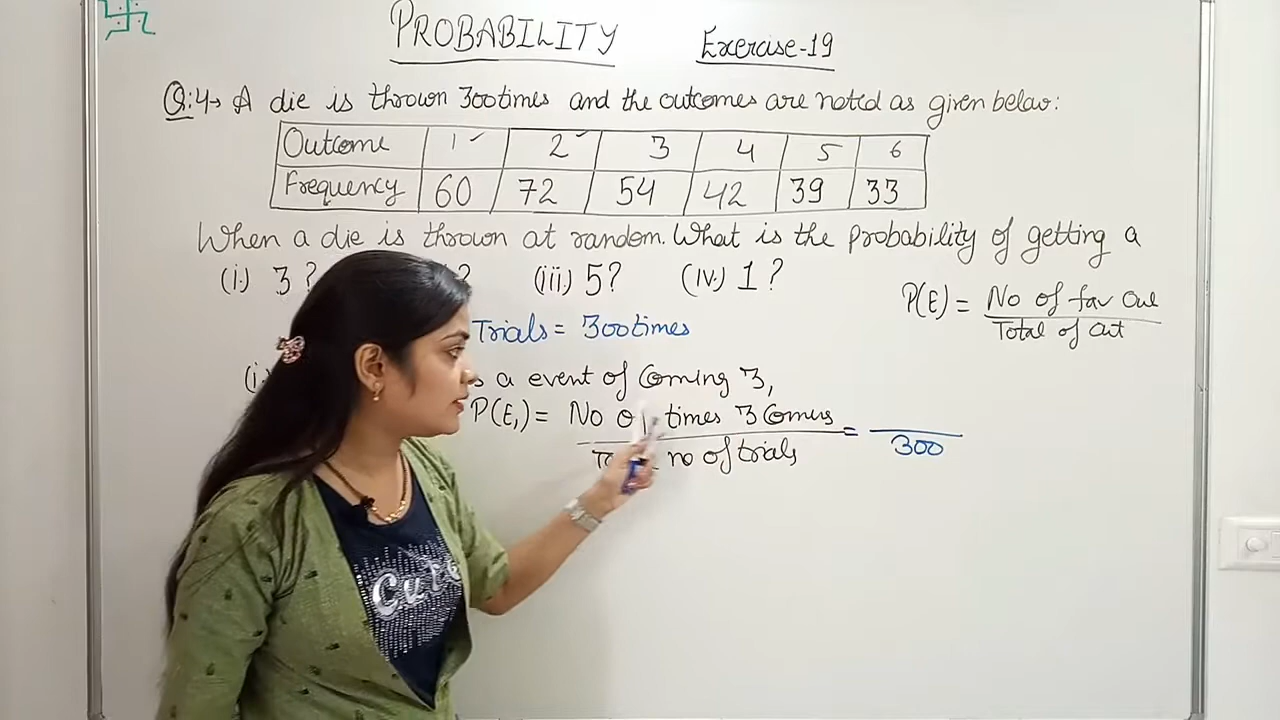 PROBABILITY Exercise-19
Q:4→ A die is thrown 300times and the outcomes are noted as given below:
Outcome 1 2 3 4 5 6
Frequency 60 72 54 42 39 33
When a die is thrown at random. What is the probability of getting a
(i.) 3? ? (iii.) 5? (iv.) 1?
P(E) = No of fav out
Total of out
Trials = 300times
(i. s a event of coming 3,
P(E₁) = No of times 3 comes = 300
no of trials
Cute